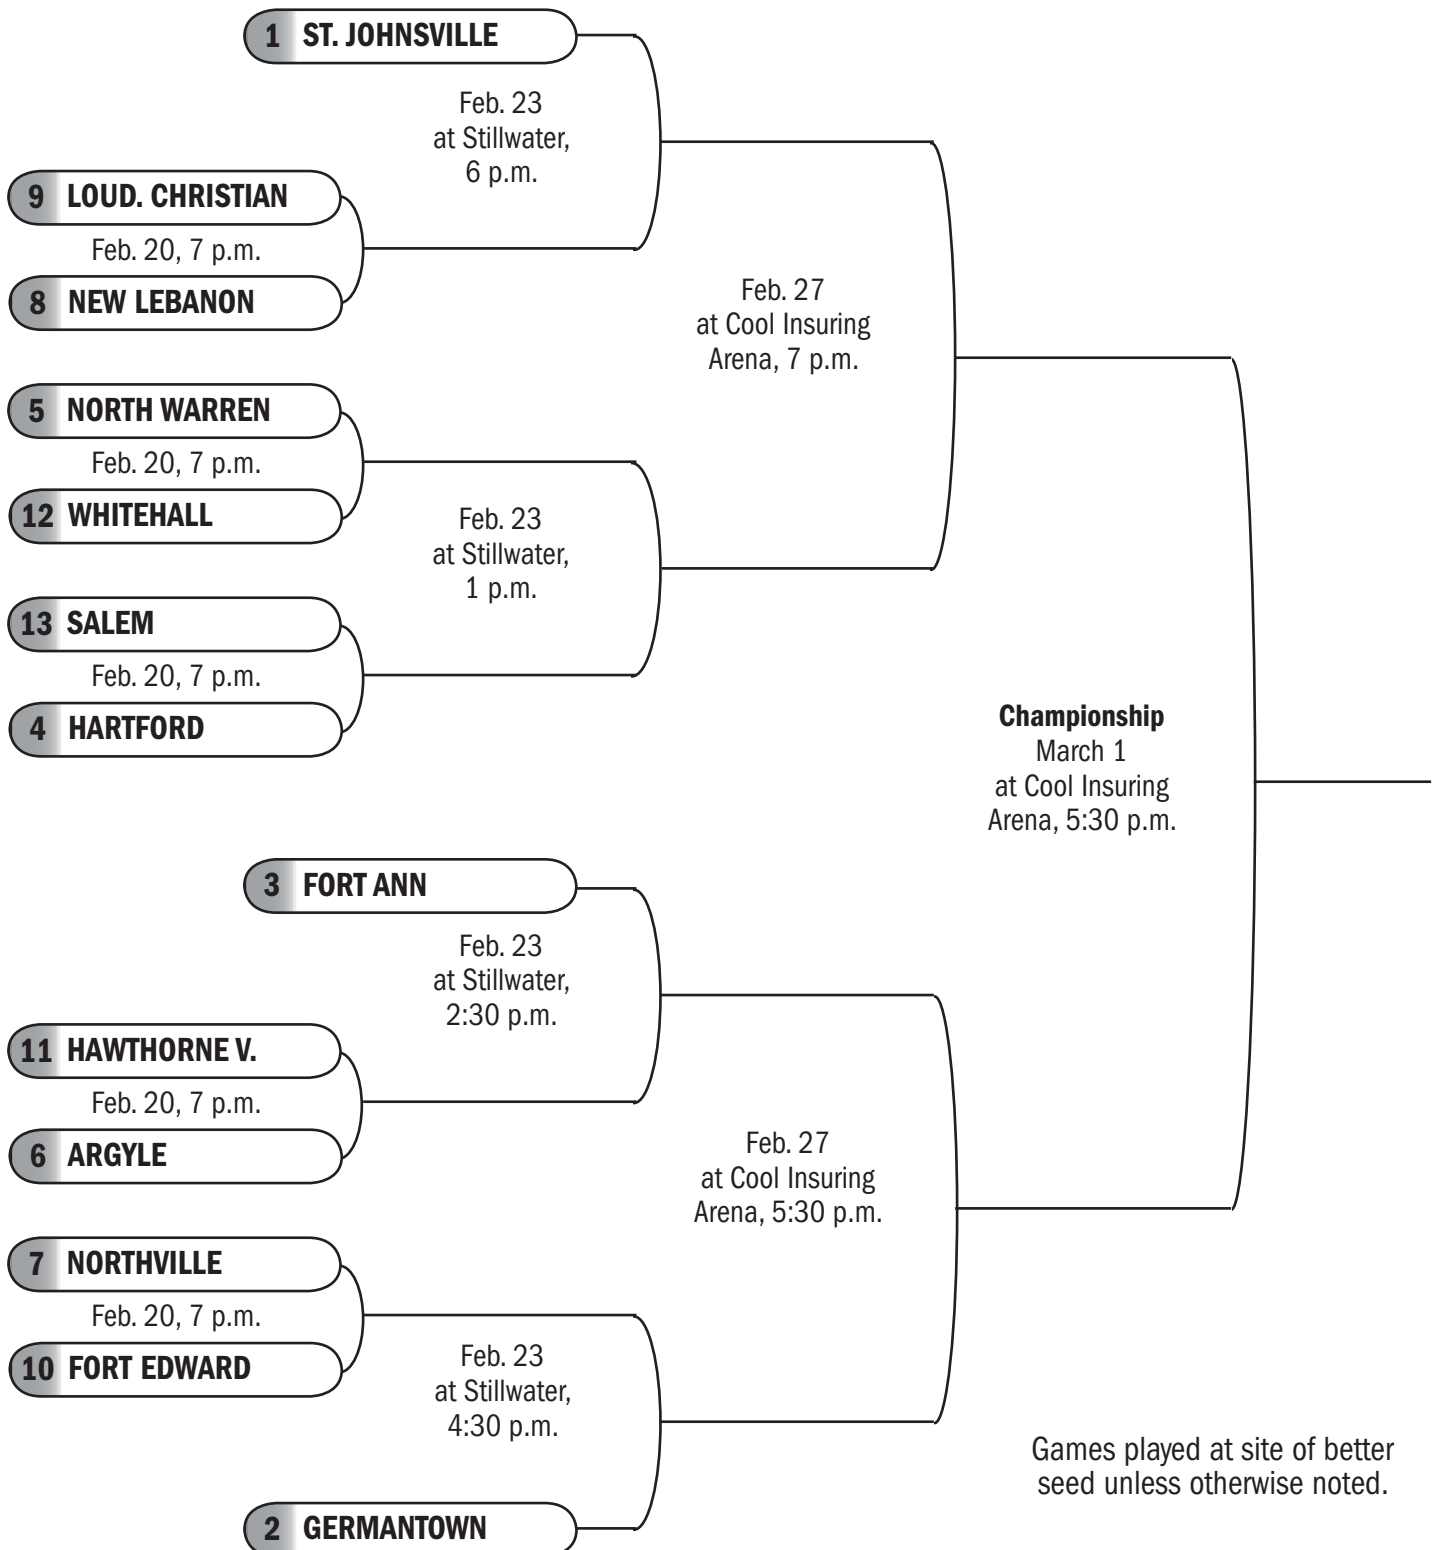 1 ST. JOHNSVILLE
Feb. 23
at Stillwater,
6 p.m.
9 LOUD. CHRISTIAN
Feb. 20, 7 p.m.
8 NEW LEBANON
Feb. 27
at Cool Insuring
Arena, 7 p.m.
5 NORTH WARREN
Feb. 20, 7 p.m.
12 WHITEHALL
Feb. 23
at Stillwater,
1 p.m.
13 SALEM
Feb. 20, 7 p.m.
4 HARTFORD
Championship
March 1
at Cool Insuring
Arena, 5:30 p.m.
3 FORT ANN
Feb. 23
at Stillwater,
2:30 p.m.
11 HAWTHORNE V.
Feb. 20, 7 p.m.
6 ARGYLE
Feb. 27
at Cool Insuring
Arena, 5:30 p.m.
7 NORTHVILLE
Feb. 20, 7 p.m.
10 FORT EDWARD
Feb. 23
at Stillwater,
4:30 p.m.
2 GERMANTOWN
Games played at site of better
seed unless otherwise noted.